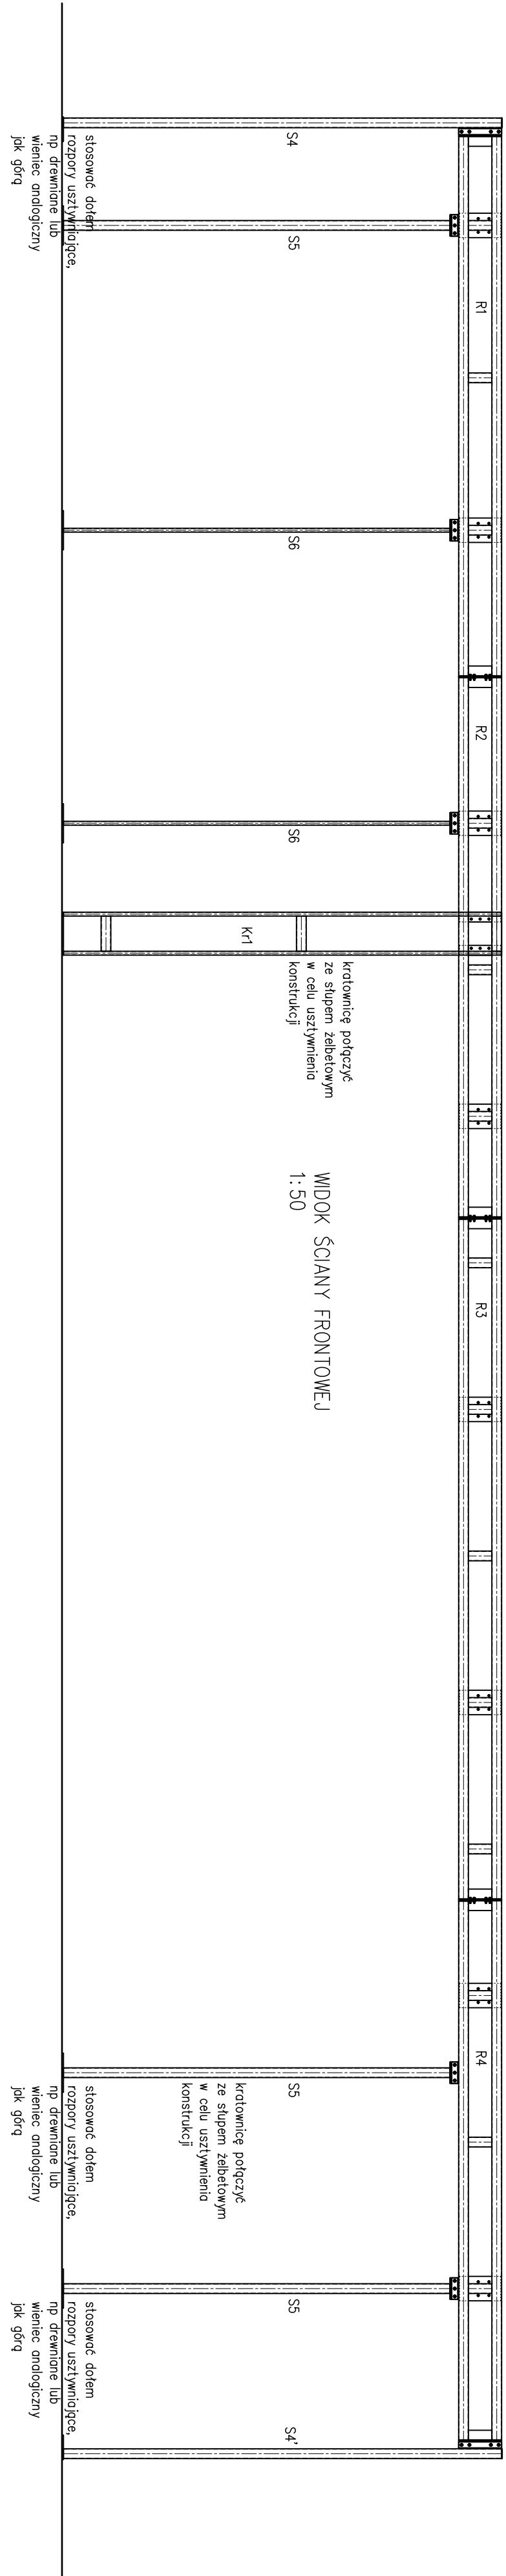 S4
stosować dołem
rozpory usztywniające,
np drewniane lub
wieniec analogiczny
jak górą
S5
R1
S6
R2
S6
Kr1
kratownicę połączyć
ze słupem żelbetowym
w celu usztywnienia
konstrukcji
WIDOK ŚCIANY FRONTOWEJ
1:50
R3
R4
S5
kratownicę połączyć
ze słupem żelbetowym
w celu usztywnienia
konstrukcji
stosować dołem
rozpory usztywniające,
np drewniane lub
wieniec analogiczny
jak górą
S5
stosować dołem
rozpory usztywniające,
np drewniane lub
wieniec analogiczny
jak górą
S4'